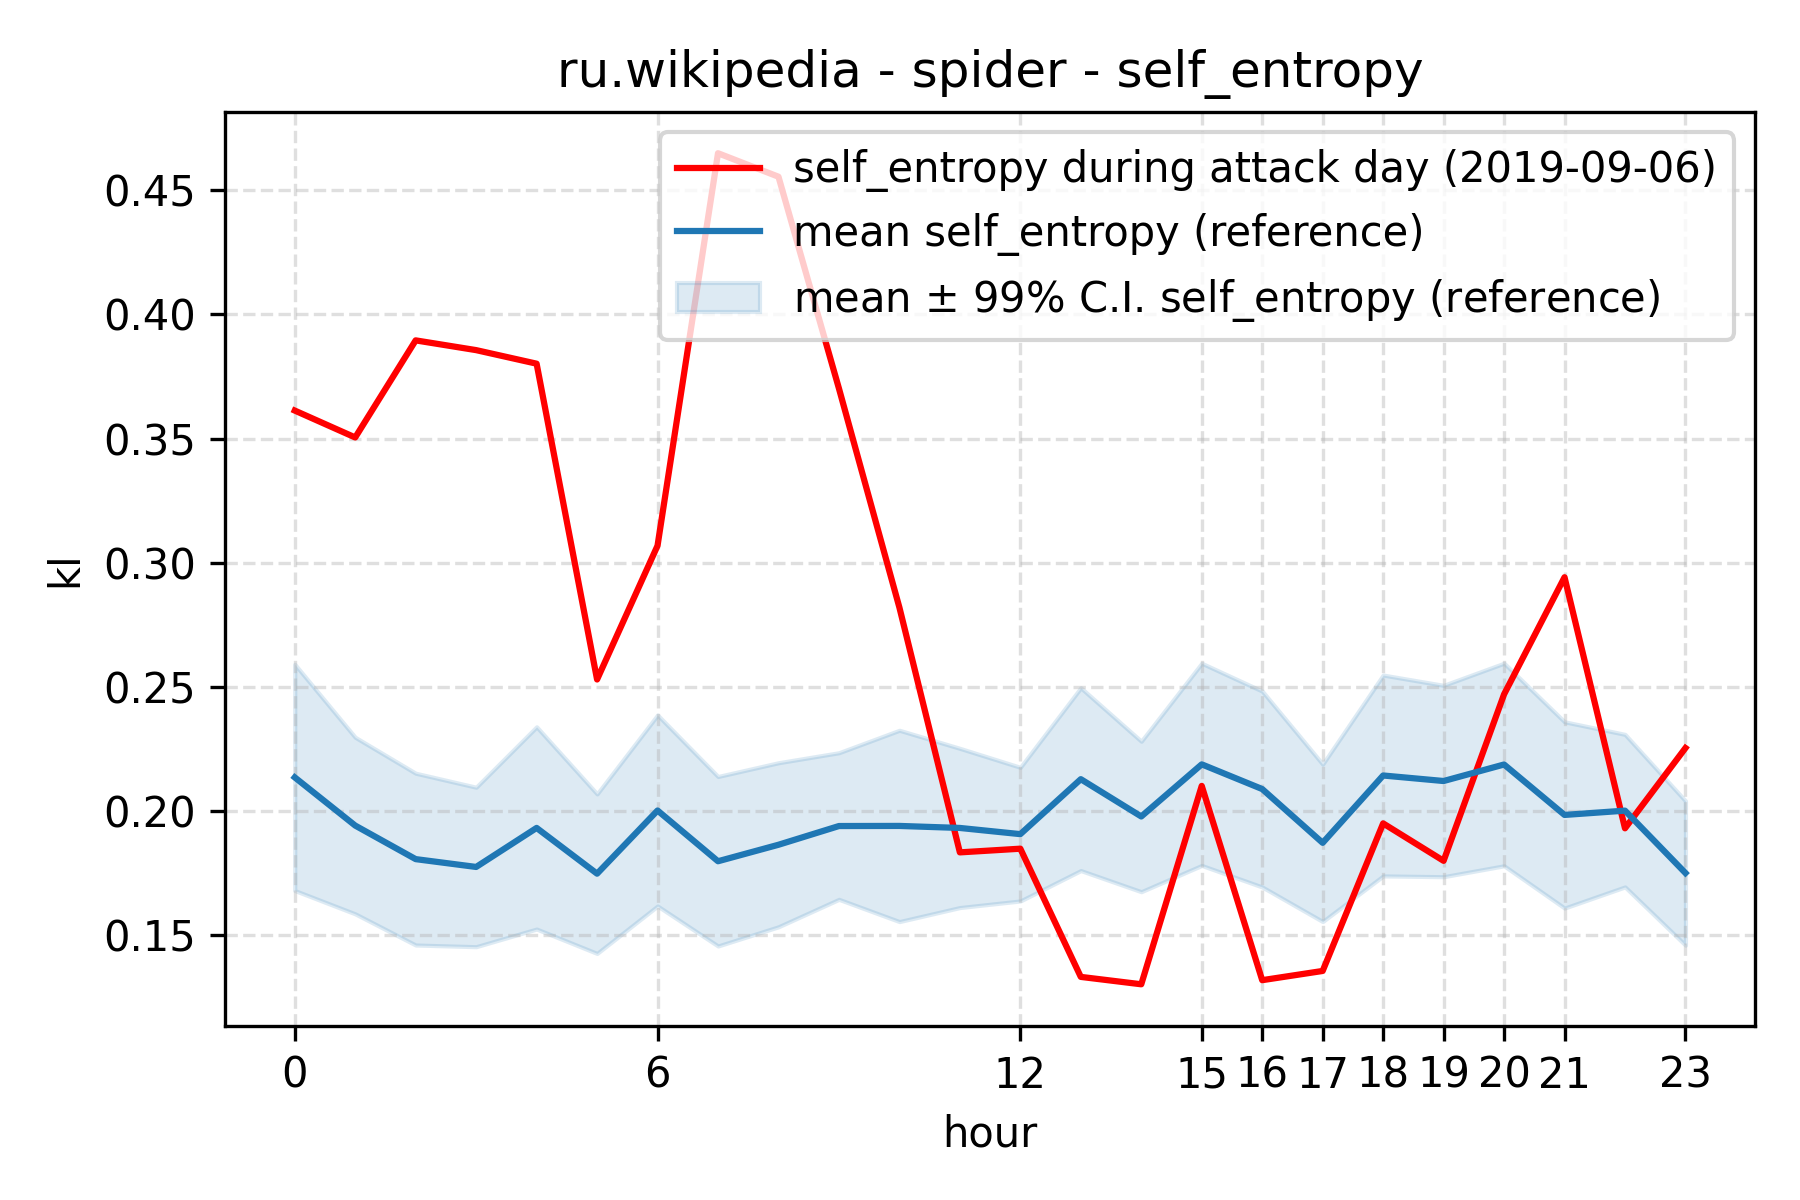 ru.wikipedia - spider - self_entropy
self_entropy during attack day (2019-09-06)
mean self_entropy (reference)
mean ± 99% C.I. self_entropy (reference)
0.45
0.40
0.35
0.30
0.25
0.20
0.15
kl
0 6 12 15 16 17 18 19 20 21 23
hour